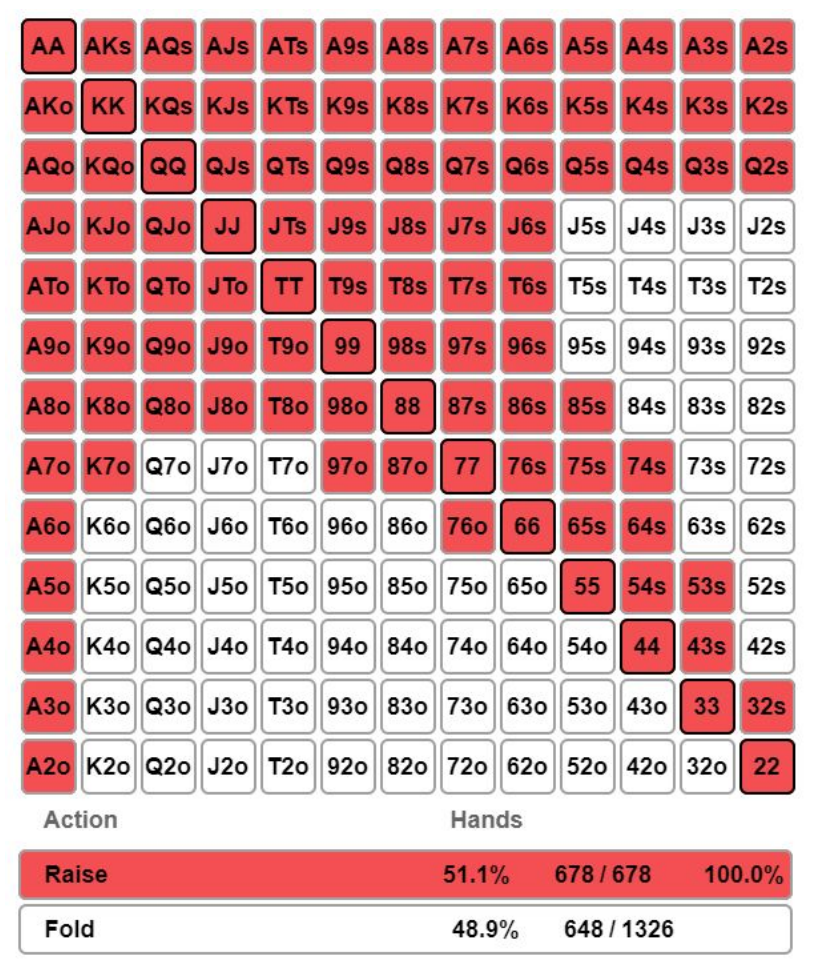 AA AKs AQs AJs ATs A9s A8s A7s A6s A5s A4s A3s A2s
AKo KK KQs KJs KTs K9s K8s K7s K6s K5s K4s K3s K2s
AQo KQo QQ QJs QTs Q9s Q8s Q7s Q6s Q5s Q4s Q3s Q2s
AJo KJo QJo JJ JTs J9s J8s J7s J6s J5s J4s J3s J2s
ATo KTo QTo JTo TT T9s T8s T7s T6s T5s T4s T3s T2s
A9o K9o Q9o J9o T9o 99 98s 97s 96s 95s 94s 93s 92s
A8o K8o Q8o J8o T8o 98o 88 87s 86s 85s 84s 83s 82s
A7o K7o Q7o J7o T7o 97o 87o 77 76s 75s 74s 73s 72s
A6o K6o Q6o J6o T6o 96o 86o 76o 66 65s 64s 63s 62s
A5o K5o Q5o J5o T5o 95o 85o 75o 65o 55 54s 53s 52s
A4o K4o Q4o J4o T4o 94o 84o 74o 64o 54o 44 43s 42s
A3o K3o Q3o J3o T3o 93o 83o 73o 63o 53o 43o 33 32s
A2o K2o Q2o J2o T2o 92o 82o 72o 62o 52o 42o 32o 22
Action Hands
Raise 51.1% 678 / 678 100.0%
Fold 48.9% 648 / 1326